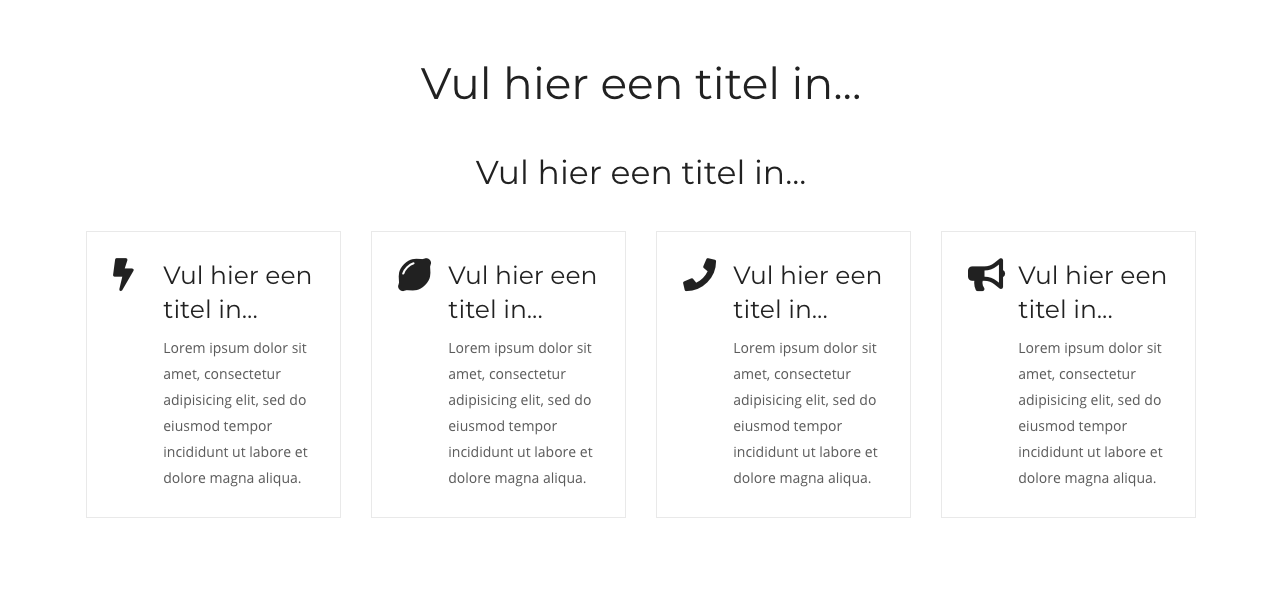 Vul hier een titel in...
Vul hier een titel in...
Vul hier een
titel in...
Lorem ipsum dolor sit
amet, consectetur
adipisicing elit, sed do
eiusmod tempor
incididunt ut labore et
dolore magna aliqua.
Vul hier een
titel in...
Lorem ipsum dolor sit
amet, consectetur
adipisicing elit, sed do
eiusmod tempor
incididunt ut labore et
dolore magna aliqua.
Vul hier een
titel in...
Lorem ipsum dolor sit
amet, consectetur
adipisicing elit, sed do
eiusmod tempor
incididunt ut labore et
dolore magna aliqua.
Vul hier een
titel in...
Lorem ipsum dolor sit
amet, consectetur
adipisicing elit, sed do
eiusmod tempor
incididunt ut labore et
dolore magna aliqua.